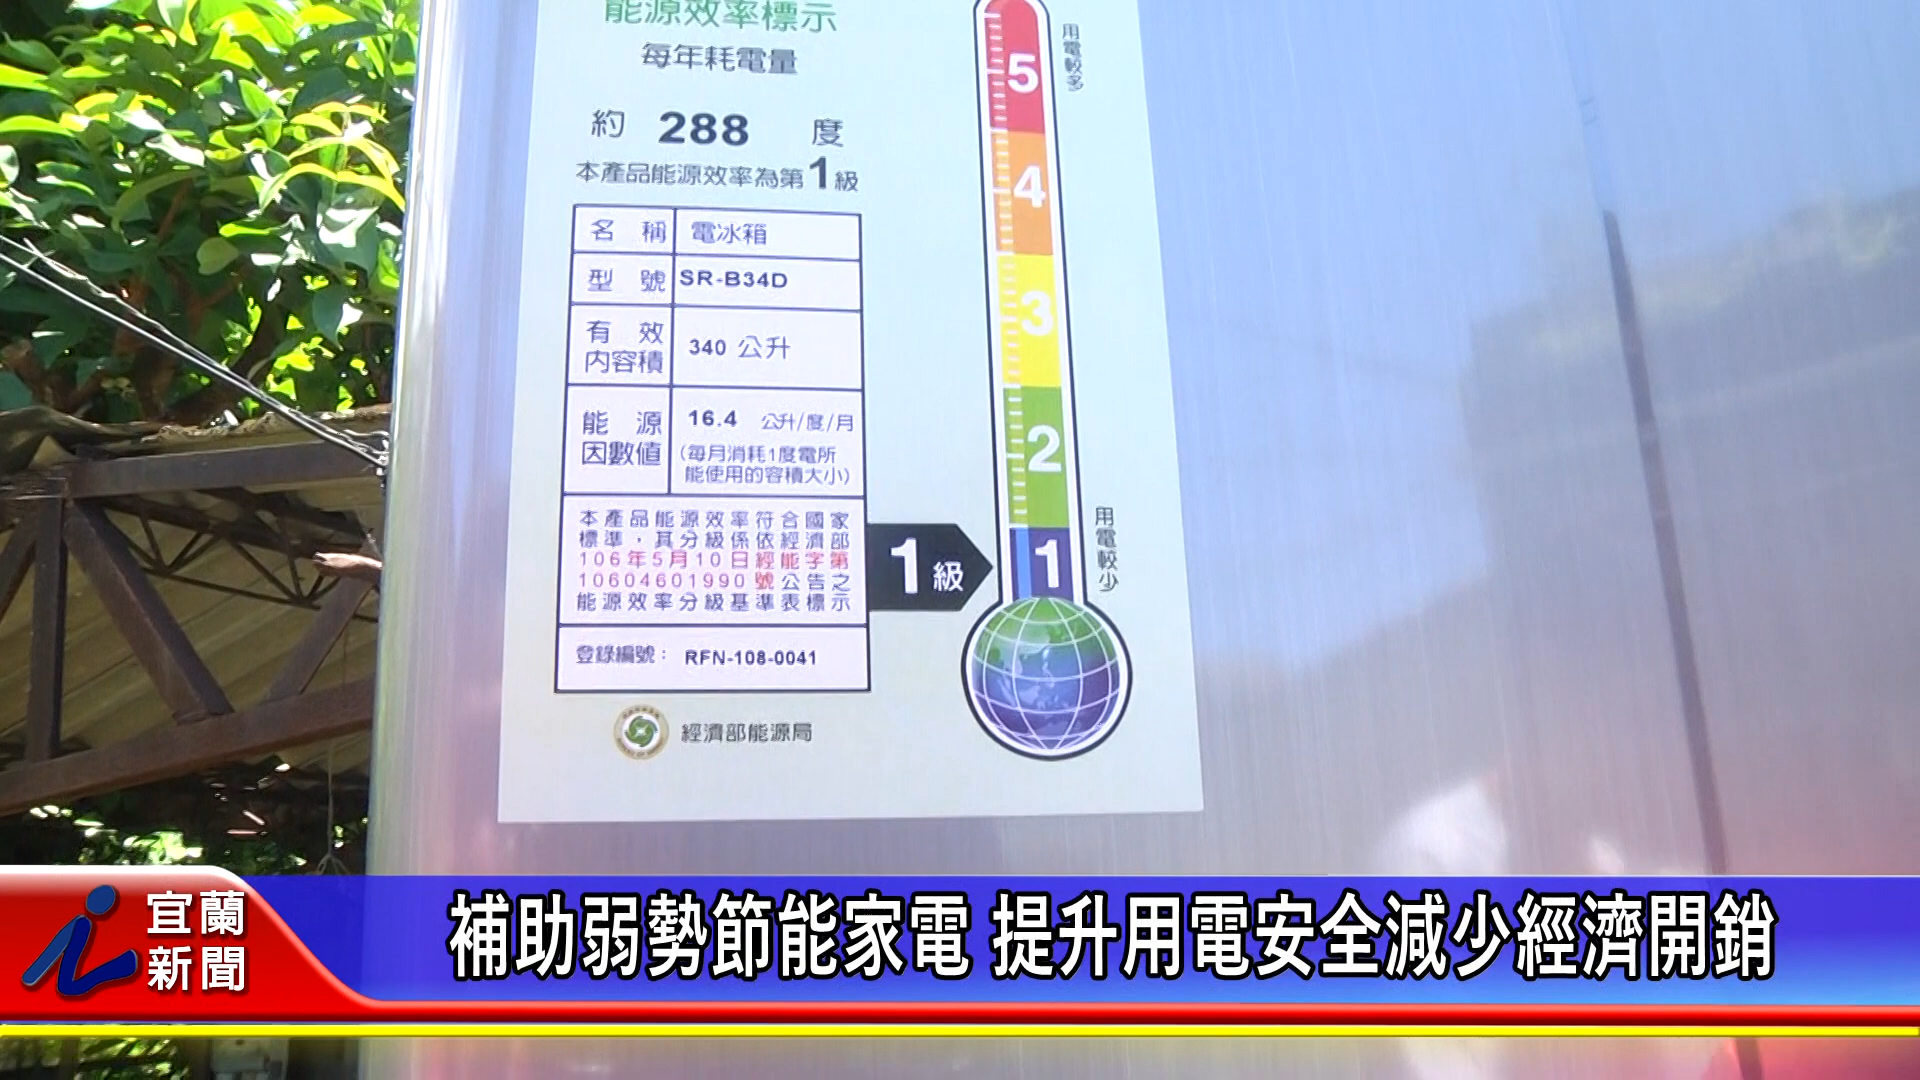 能源效率標示
每年耗電量
約 288 度
本產品能源效率為第1級
名稱 電冰箱
型號 SR-B34D
有效內容積 340 公升
能源因數值 16.4 公升/度/月
(每月消耗1度電所
能使用的容積大小)
本產品能源效率符合國家
標準，其分級係依經濟部
106年5月10日經能字第
10604601990號公告之
能源效率分級基準表標示
登錄編號： RFN-108-0041
經濟部能源局
1級
用電較多
5
4
3
2
1
用電較少
宜蘭
新聞
補助弱勢節能家電 提升用電安全減少經濟開銷